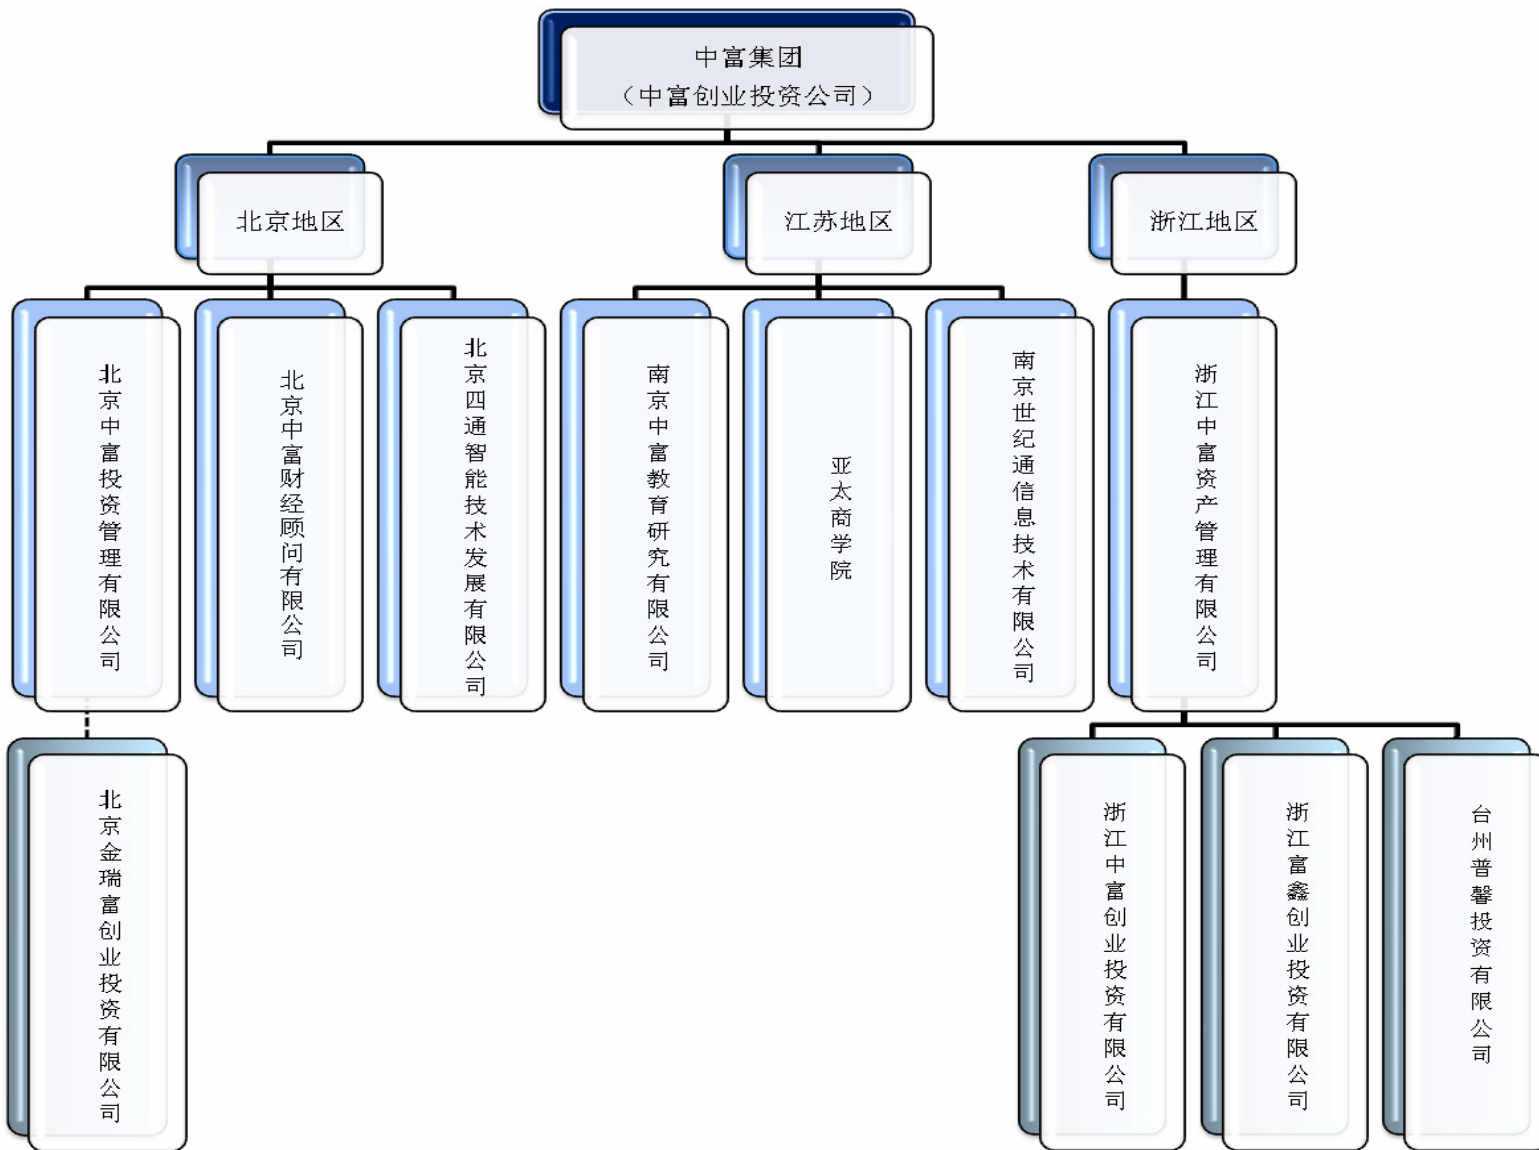 中富集团
（中富创业投资公司）
北京地区
江苏地区
浙江地区
北京中富投资管理有限公司
北京中富财经顾问有限公司
北京四通智能技术发展有限公司
南京中富教育研究有限公司
亚太商学院
南京世纪通信息技术有限公司
浙江中富资产管理有限公司
北京金瑞富创业投资有限公司
浙江中富创业投资有限公司
浙江富鑫创业投资有限公司
台州普馨投资有限公司